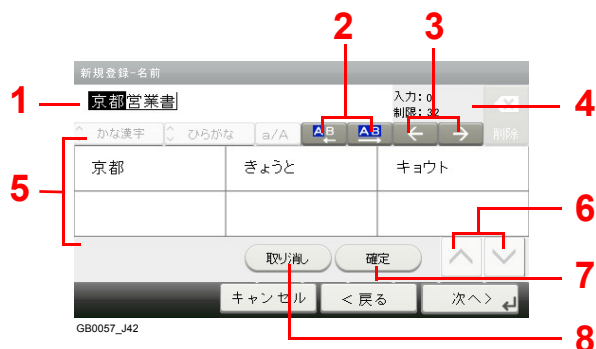 2 3
新規登録-名前
1 京都営業書 入力: 0 4
制限: 32
かな漢字 ひらがな a/A AB AB ← → 削除
5 京都 きょうと キョウト
6
取り消し 確定
7
キャンセル < 戻る 次へ>
GB0057_J42
8